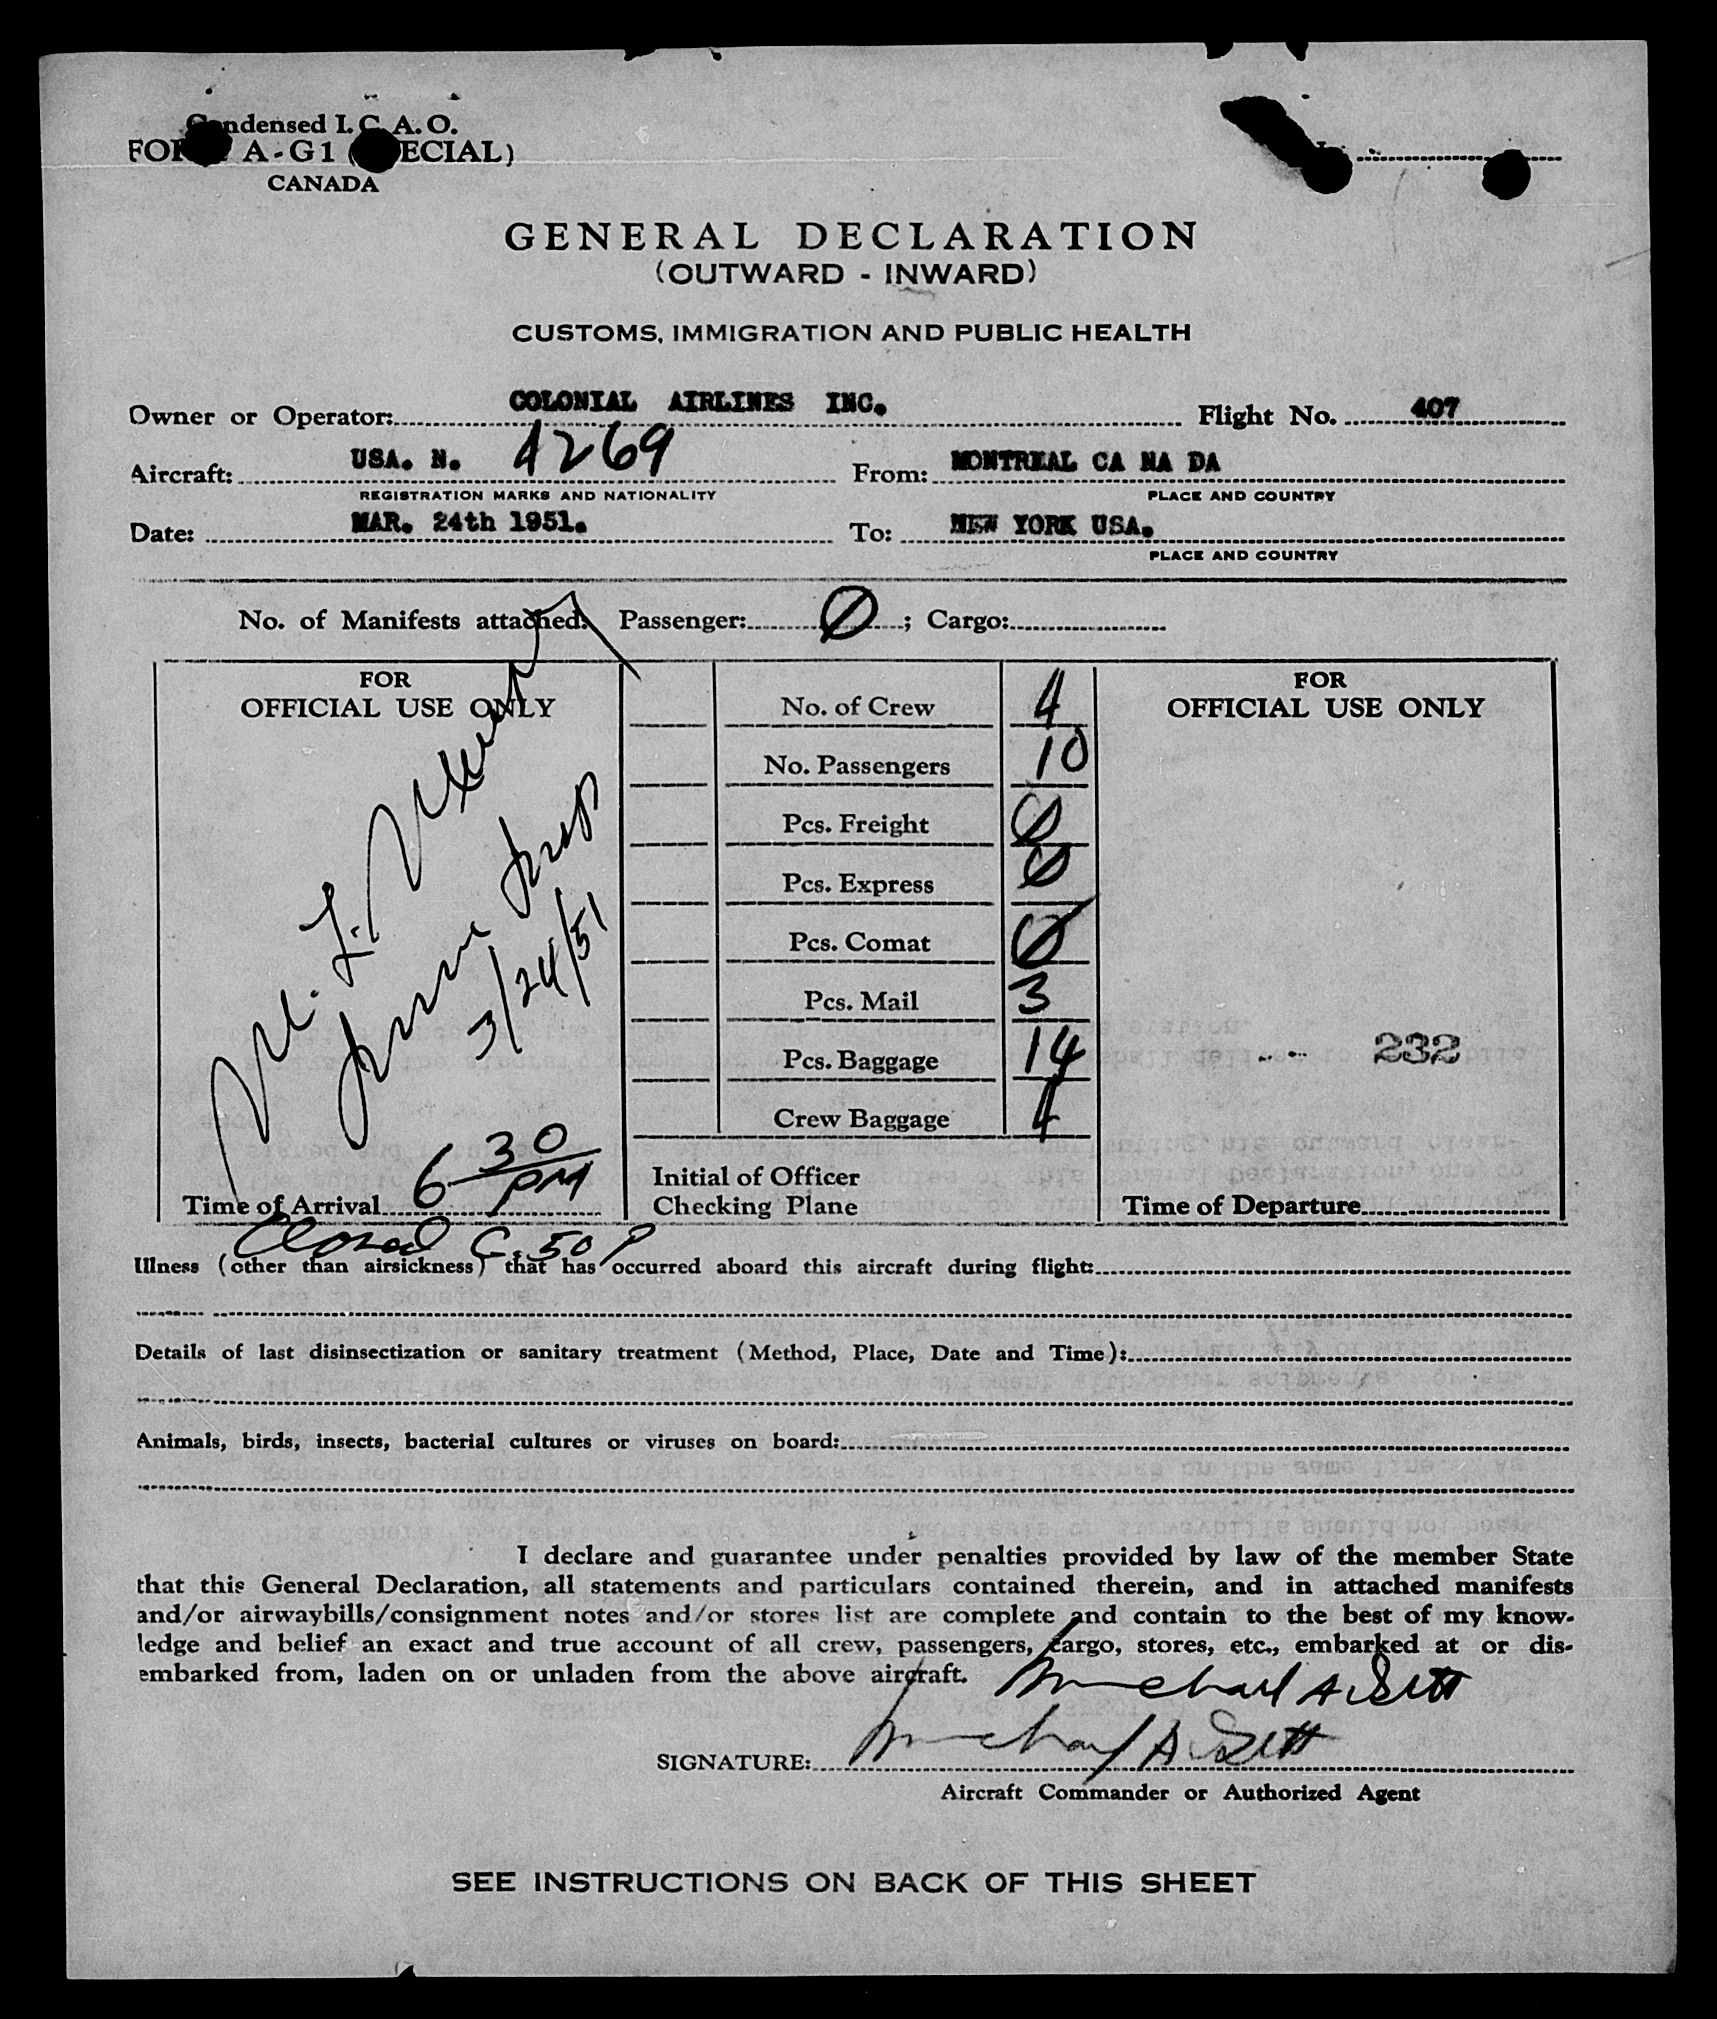 Condensed I. C. A. O.
FORM A-G1 (SPECIAL)
CANADA
GENERAL DECLARATION
(OUTWARD - INWARD)
CUSTOMS, IMMIGRATION AND PUBLIC HEALTH
Owner or Operator: COLONIAL AIRLINES INC. Flight No. 407
Aircraft: USA. N. 1269 From: MONTREAL CA NA DA
REGISTRATION MARKS AND NATIONALITY PLACE AND COUNTRY
Date: MAR. 24th 1951. To: NEW YORK USA.
PLACE AND COUNTRY
No. of Manifests attached: Passenger: 0 ; Cargo:
FOR
OFFICIAL USE ONLY
M. L.
3/24/51
Time of Arrival 6 30 PM
No. of Crew 4
No. Passengers 10
Pcs. Freight 0
Pcs. Express 0
Pcs. Comat 0
Pcs. Mail 3
Pcs. Baggage 14
Crew Baggage 4
Initial of Officer
Checking Plane
FOR
OFFICIAL USE ONLY
232
Time of Departure
Closed 6.50 P
Illness (other than airsickness) that has occurred aboard this aircraft during flight:
Details of last disinsectization or sanitary treatment (Method, Place, Date and Time):
Animals, birds, insects, bacterial cultures or viruses on board:
I declare and guarantee under penalties provided by law of the member State
that this General Declaration, all statements and particulars contained therein, and in attached manifests
and/or airwaybills/consignment notes and/or stores list are complete and contain to the best of my know-
ledge and belief an exact and true account of all crew, passengers, cargo, stores, etc., embarked at or dis-
embarked from, laden on or unladen from the above aircraft.
Michael A
SIGNATURE: Michael A
Aircraft Commander or Authorized Agent
SEE INSTRUCTIONS ON BACK OF THIS SHEET